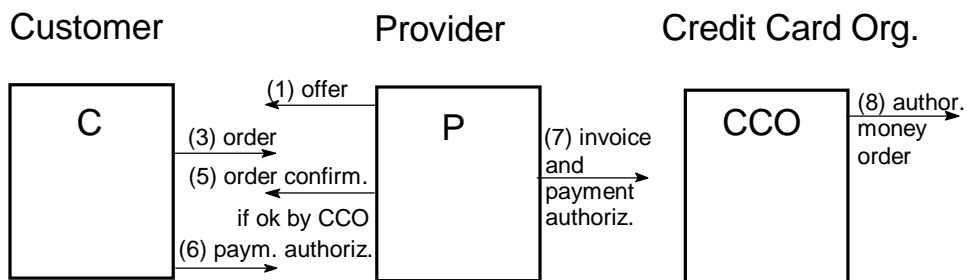 Customer
Provider
Credit Card Org.
C
(1) offer
P
CCO
(8) author.
money
order
(3) order
(7) invoice
and
payment
authoriz.
(5) order confirm.
if ok by CCO
(6) paym. authoriz.